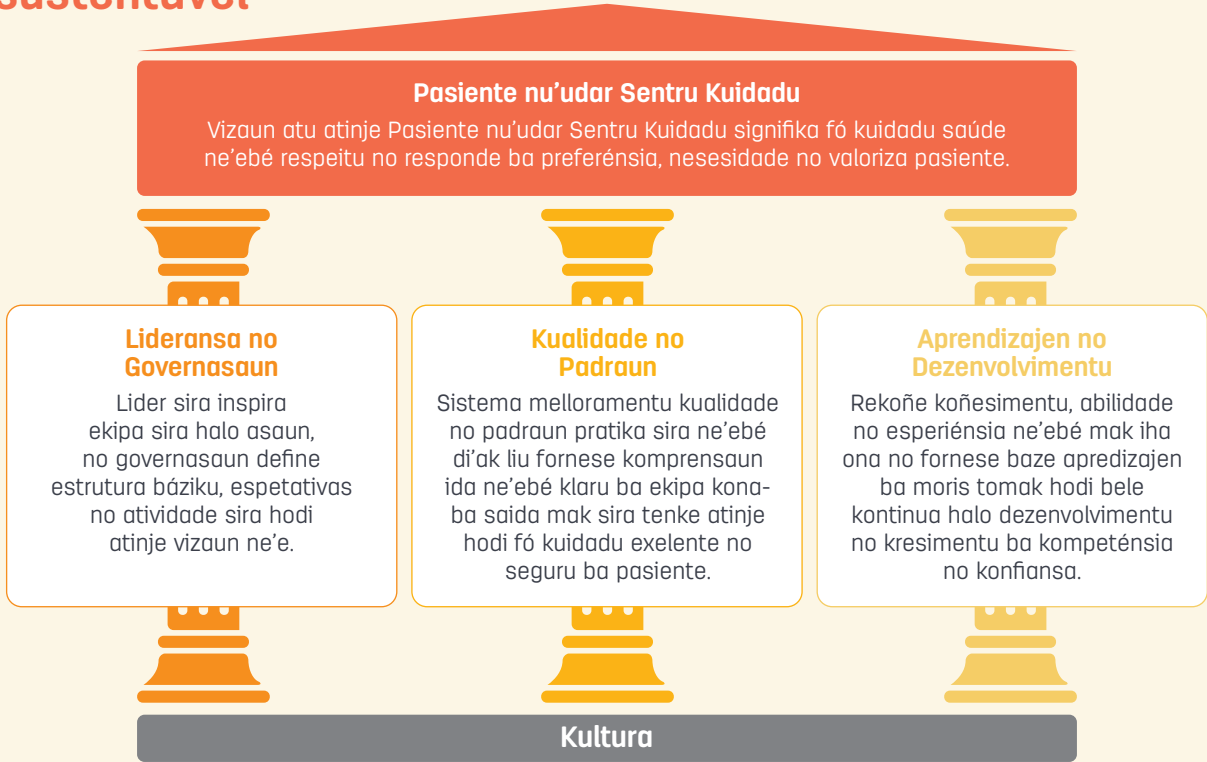 sustentável
Pasiente nu'udar Sentru Kuidadu
Vizaun atu atinje Pasiente nu'udar Sentru Kuidadu signifika fó kuidadu saúde
ne'ebé respeitu no responde ba preferénsia, nesesidade no valoriza pasiente.
Lideransa no
Governasaun
Lider sira inspira
ekipa sira halo asaun,
no governasaun define
estrutura báziku, espetativas
no atividade sira hodi
atinje vizaun ne'e.
Kualidade no
Padraun
Sistema melloramentu kualidade
no padraun pratika sira ne'ebé
di'ak liu fornese komprensaun
ida ne'ebé klaru ba ekipa kona-
ba saida mak sira tenke atinje
hodi fó kuidadu exelente no
seguru ba pasiente.
Aprendizajen no
Dezenvolvimentu
Rekoñe koñesimentu, abilidade
no esperiénsia ne'ebé mak iha
ona no fornese baze apredizajen
ba moris tomak hodi bele
kontinua halo dezenvolvimentu
no kresimentu ba kompeténsia
no konfiansa.
Kultura